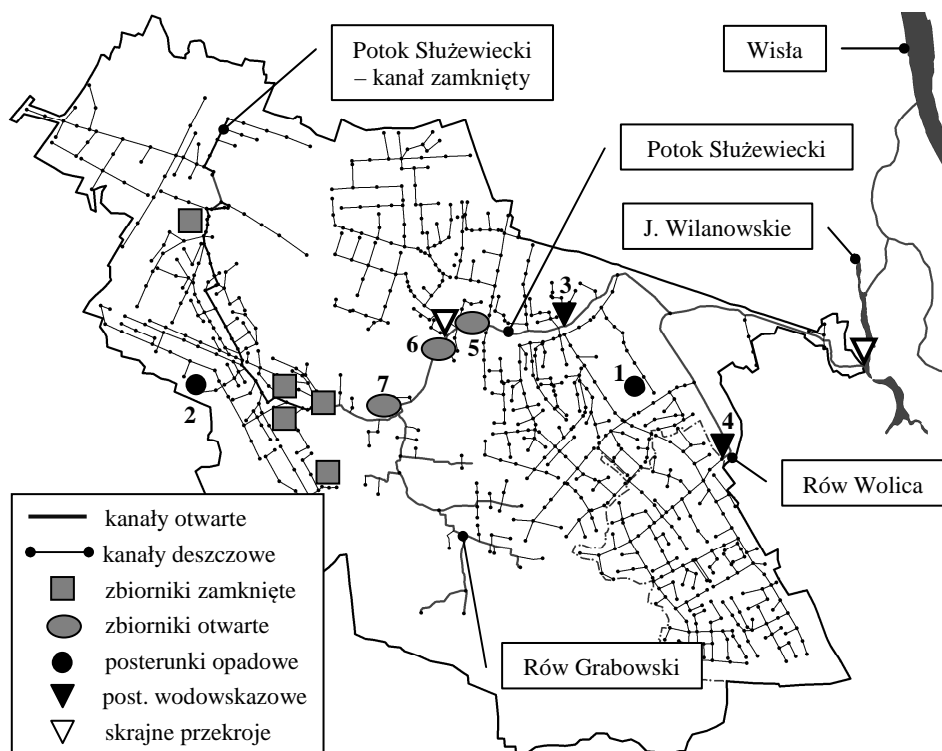 Potok Służewiecki
– kanał zamknięty
Wisła
Potok Służewiecki
J. Wilanowskie
3
6
5
7
1
2
4
Rów Wolica
Rów Grabowski
kanały otwarte
kanały deszczowe
zbiorniki zamknięte
zbiorniki otwarte
posterunki opadowe
post. wodowskazowe
skrajne przekroje